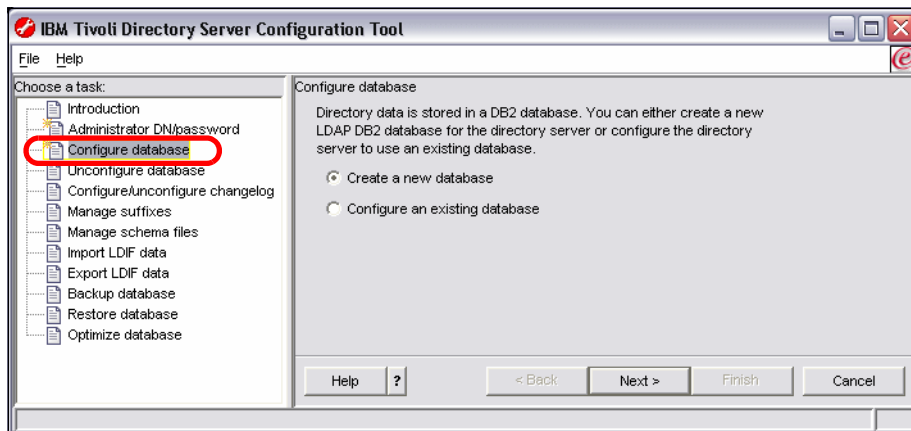 IBM Tivoli Directory Server Configuration Tool
File Help
Choose a task:
Introduction
Administrator DN/password
Configure database
Unconfigure database
Configure/unconfigure changelog
Manage suffixes
Manage schema files
Import LDIF data
Export LDIF data
Backup database
Restore database
Optimize database
Configure database
Directory data is stored in a DB2 database. You can either create a new
LDAP DB2 database for the directory server or configure the directory
server to use an existing database.
Create a new database
Configure an existing database
Help ? < Back Next > Finish Cancel